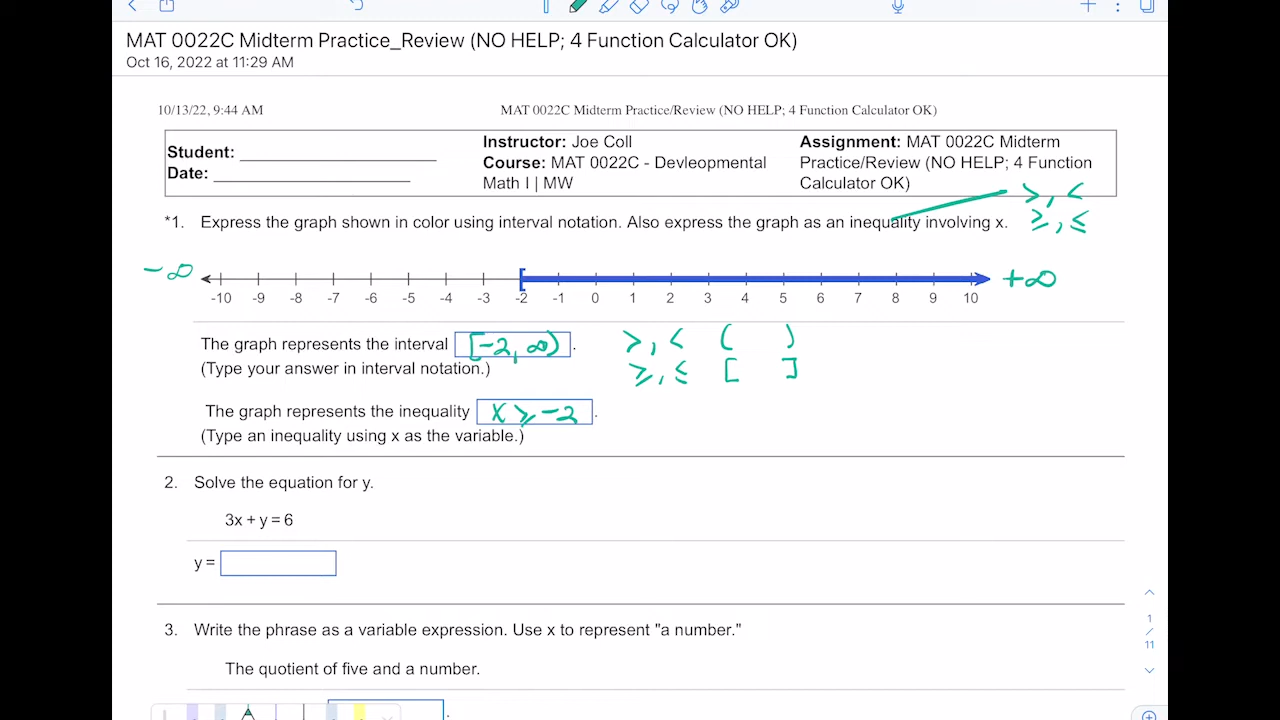 MAT 0022C Midterm Practice_Review (NO HELP; 4 Function Calculator OK)
Oct 16, 2022 at 11:29 AM
10/13/22, 9:44 AM MAT 0022C Midterm Practice/Review (NO HELP; 4 Function Calculator OK)
Student: ____________________
Date: ____________________
Instructor: Joe Coll
Course: MAT 0022C - Devleopmental
Math I | MW
Assignment: MAT 0022C Midterm
Practice/Review (NO HELP; 4 Function
Calculator OK)
>, <
≥, ≤
*1. Express the graph shown in color using interval notation. Also express the graph as an inequality involving x.
-∞ +∞
-10 -9 -8 -7 -6 -5 -4 -3 -2 -1 0 1 2 3 4 5 6 7 8 9 10
The graph represents the interval [-2, ∞). >, < ( )
(Type your answer in interval notation.) ≥, ≤ [ ]
The graph represents the inequality x ≥ -2.
(Type an inequality using x as the variable.)
2. Solve the equation for y.
3x + y = 6
y =
3. Write the phrase as a variable expression. Use x to represent "a number."
The quotient of five and a number.
1
/
11